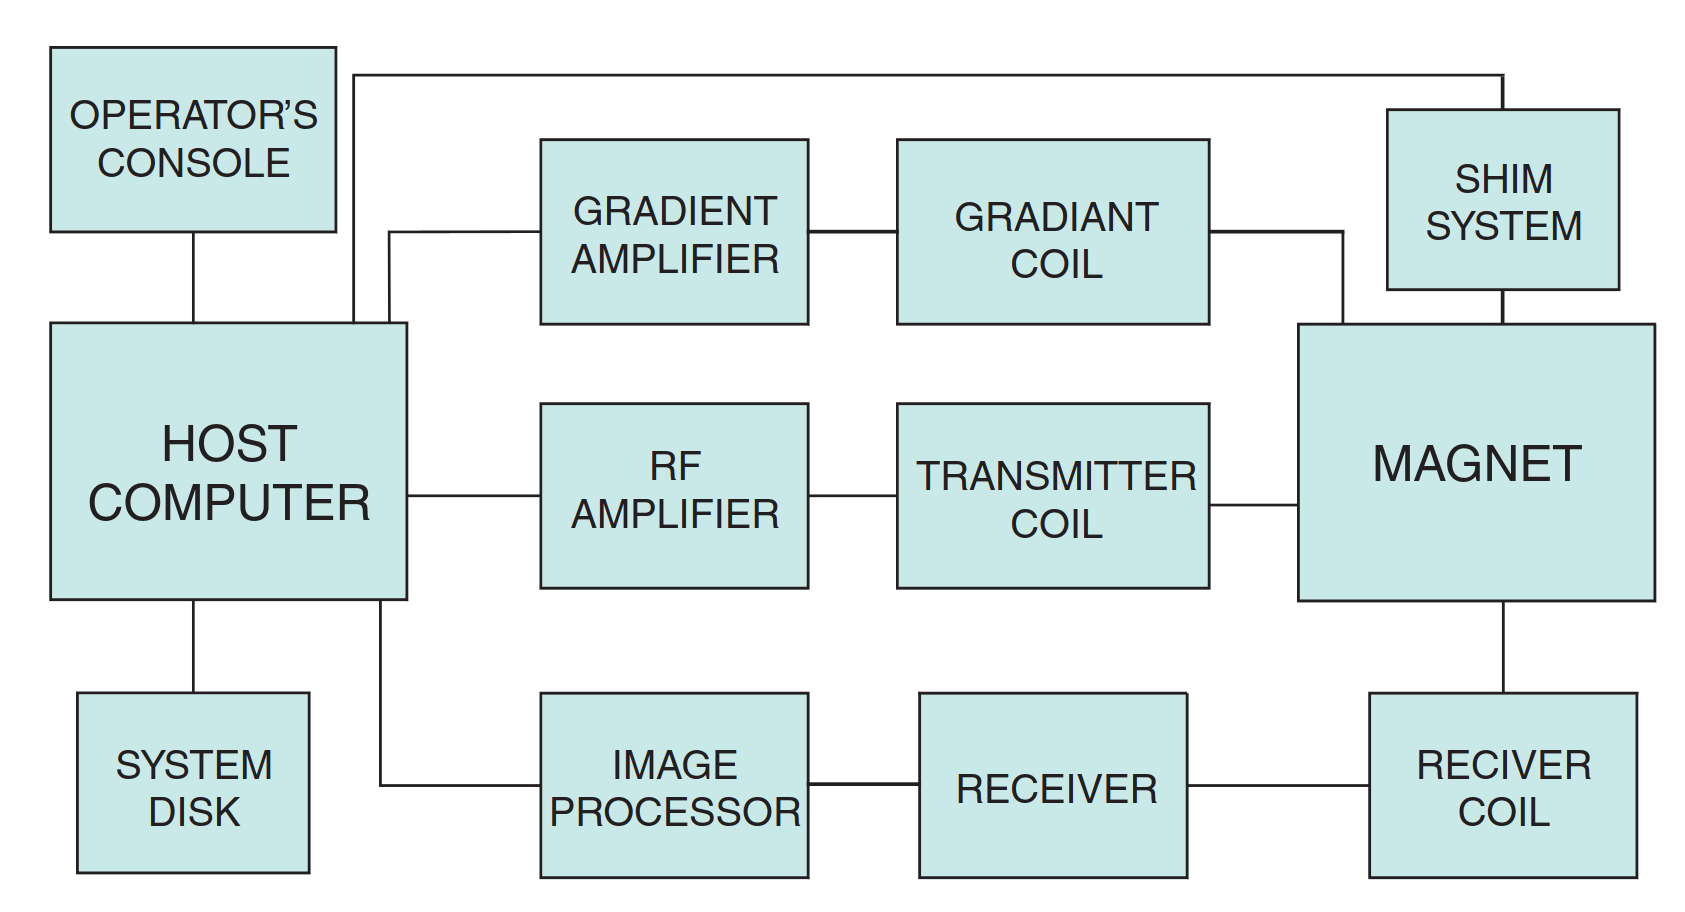 OPERATOR'S
CONSOLE
GRADIENT
AMPLIFIER
GRADIANT
COIL
SHIM
SYSTEM
HOST
COMPUTER
RF
AMPLIFIER
TRANSMITTER
COIL
MAGNET
SYSTEM
DISK
IMAGE
PROCESSOR
RECEIVER
RECIVER
COIL